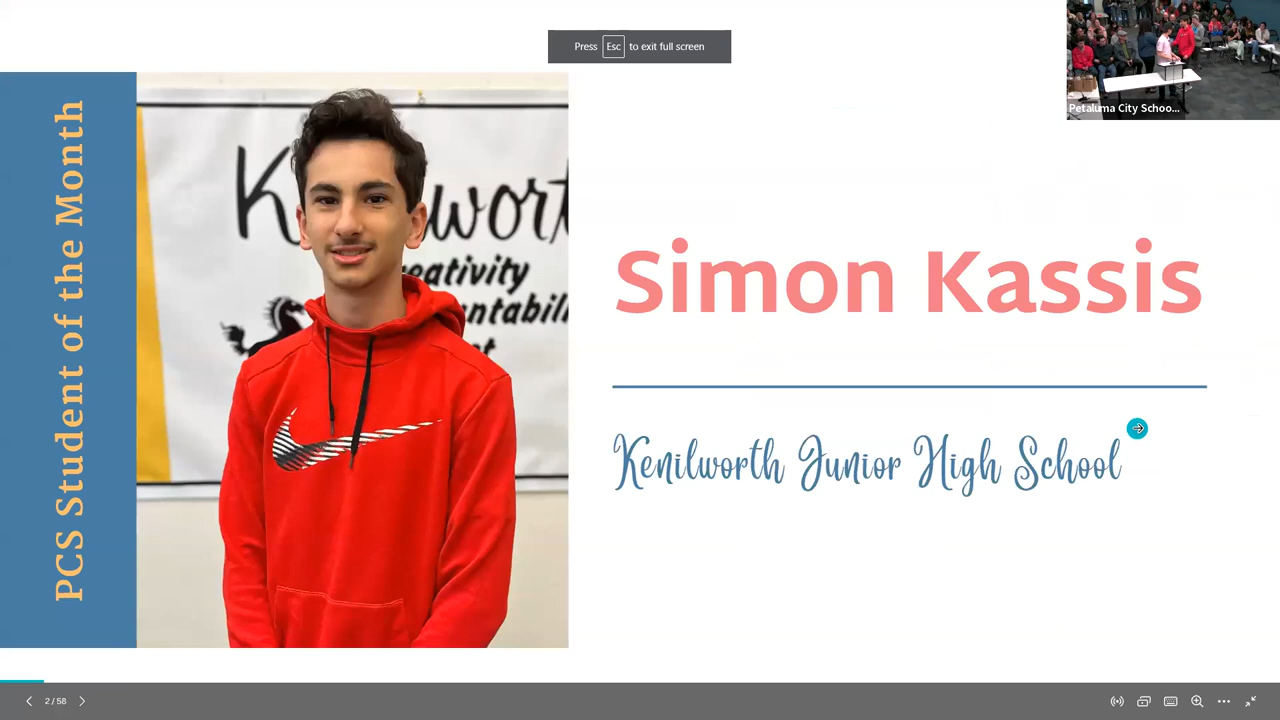 Press Esc to exit full screen
Petaluma City Schoo...
PCS Student of the Month
Simon Kassis
Kenilworth Junior High School
2 / 58